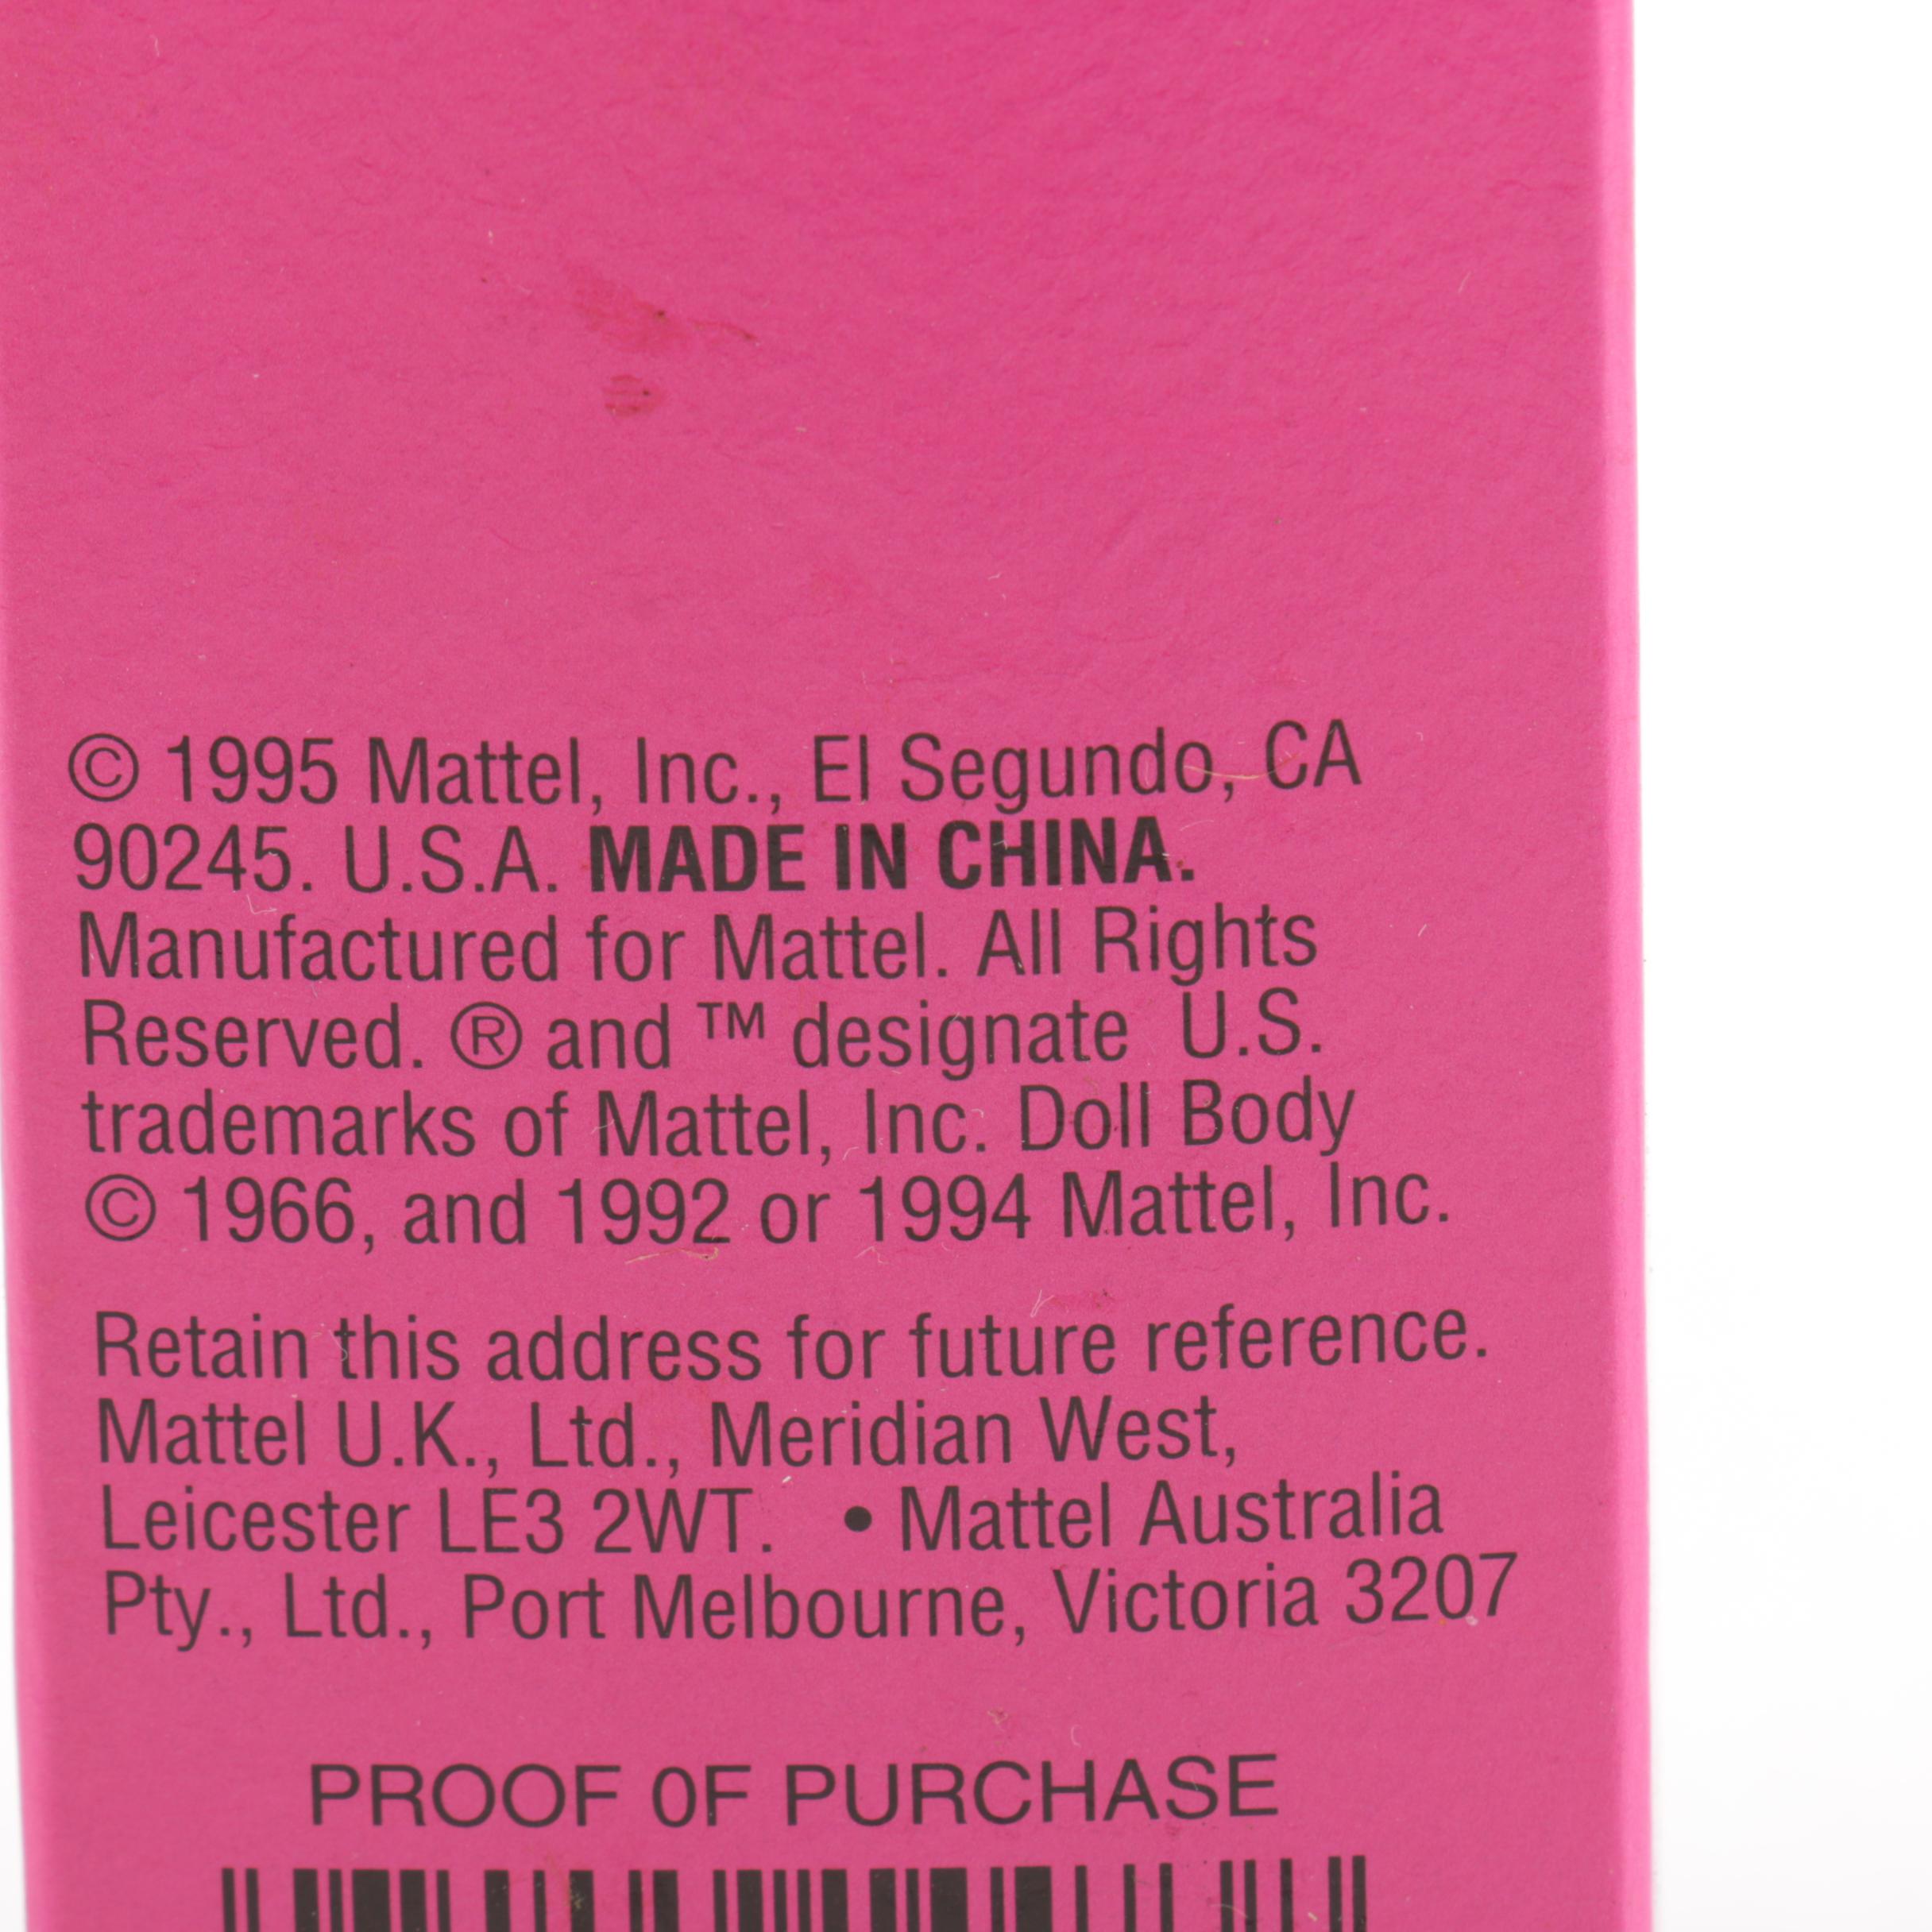 © 1995 Mattel, Inc., El Segundo, CA
90245. U.S.A. MADE IN CHINA.
Manufactured for Mattel. All Rights
Reserved. ® and ™ designate U.S.
trademarks of Mattel, Inc. Doll Body
© 1966, and 1992 or 1994 Mattel, Inc.
Retain this address for future reference.
Mattel U.K., Ltd., Meridian West,
Leicester LE3 2WT. • Mattel Australia
Pty., Ltd., Port Melbourne, Victoria 3207
PROOF 0F PURCHASE